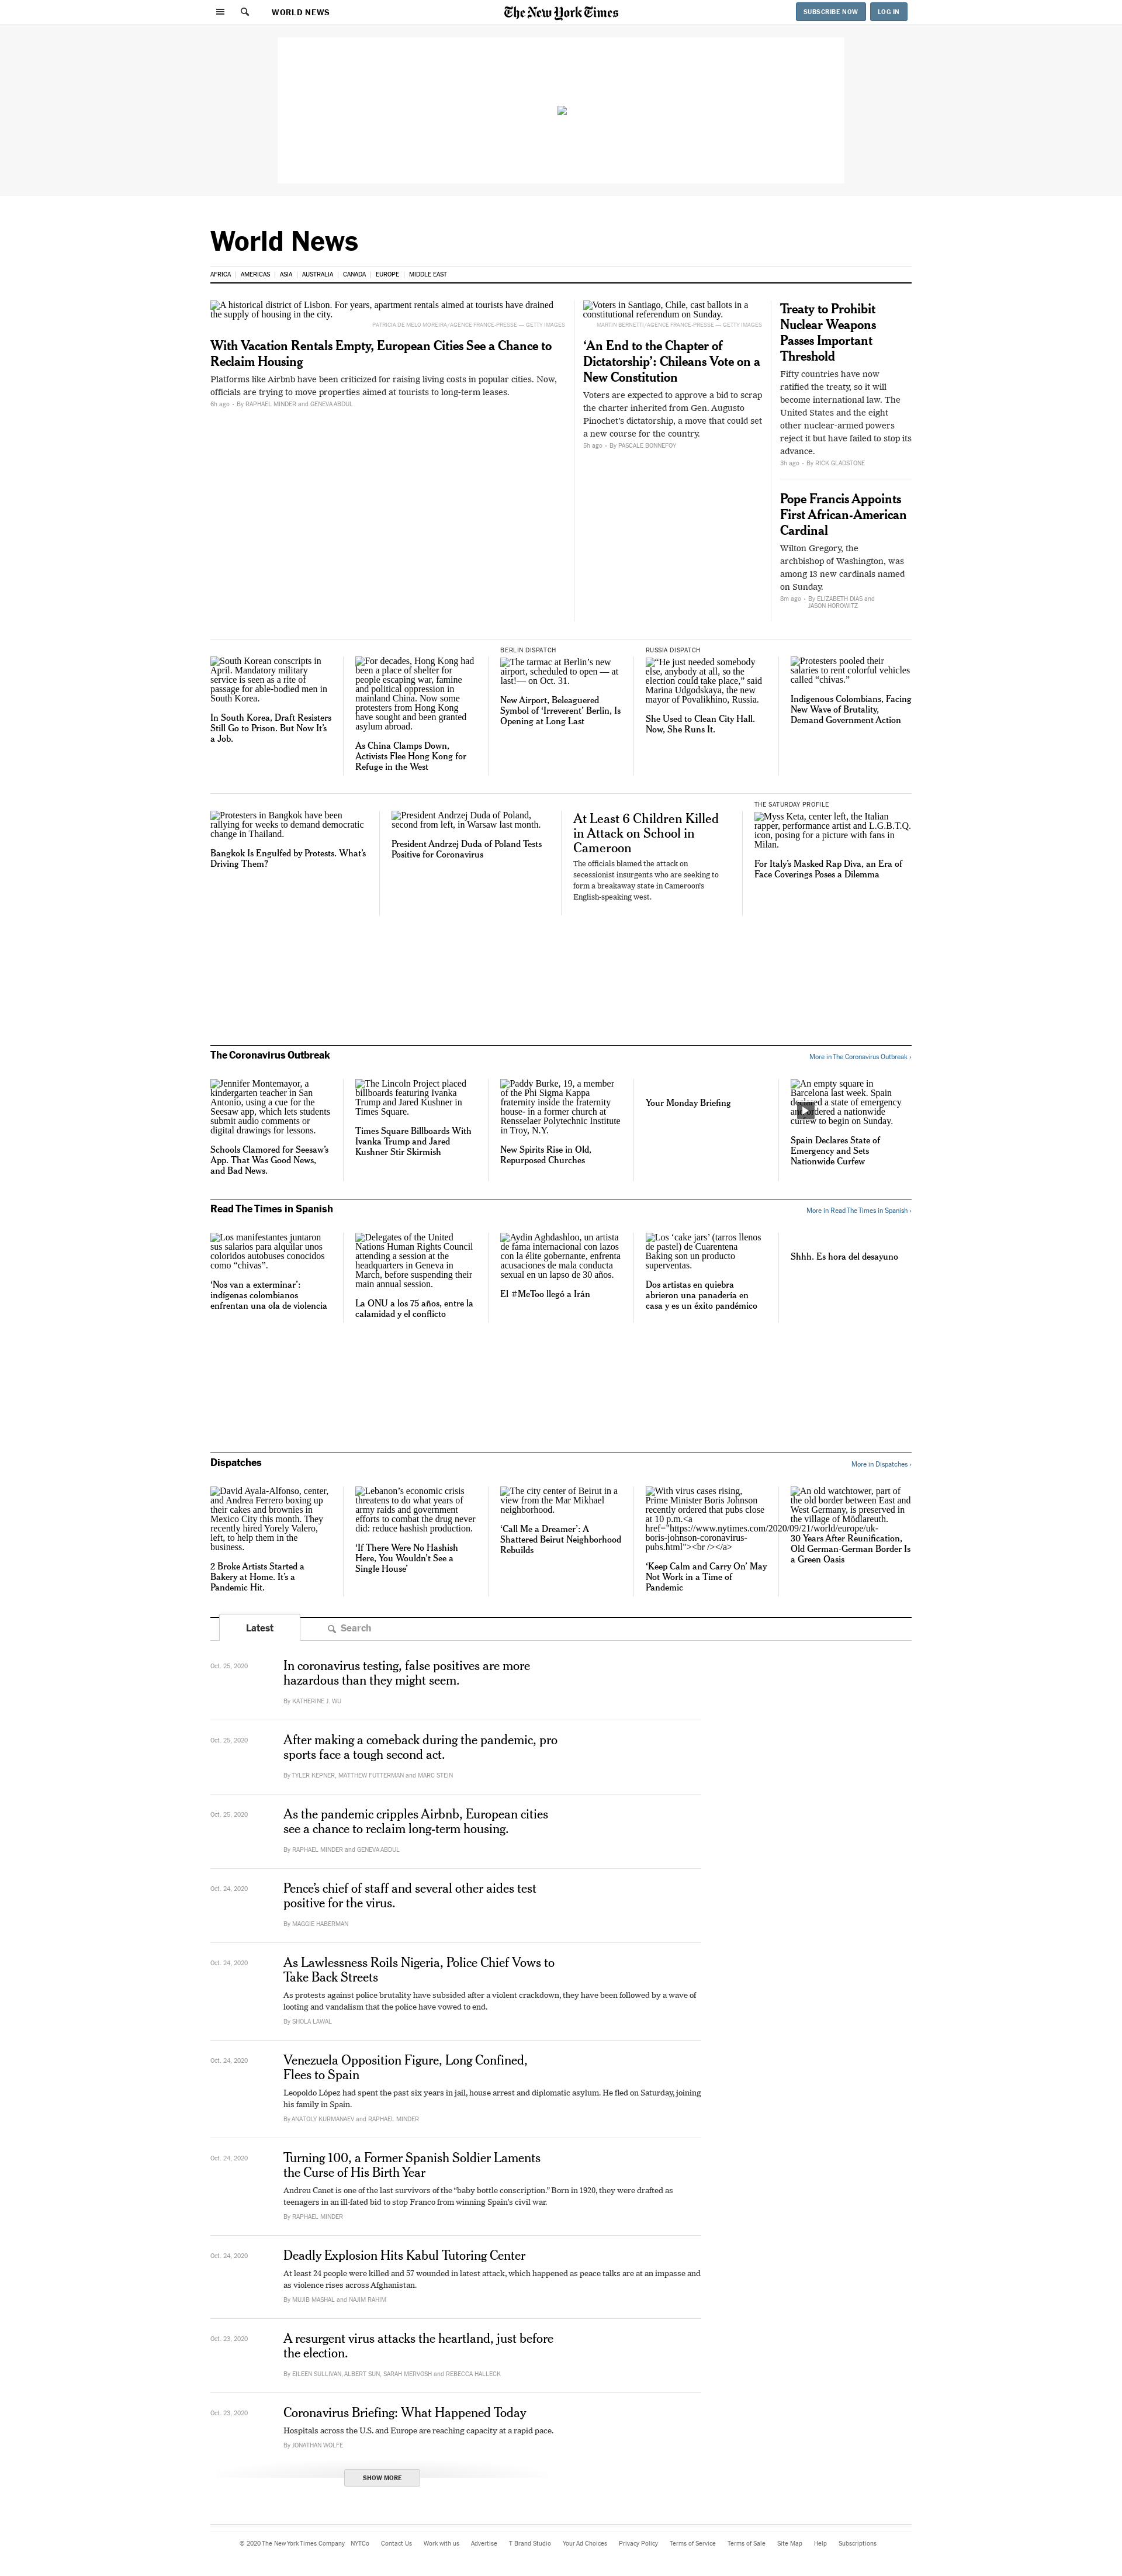 WORLD NEWS
The New York Times
SUBSCRIBE NOW
LOG IN
World News
AFRICA
AMERICAS
ASIA
AUSTRALIA
CANADA
EUROPE
MIDDLE EAST
A historical district of Lisbon. For years, apartment rentals aimed at tourists have drained
the supply of housing in the city.
PATRICIA DE MELO MOREIRA/AGENCE FRANCE-PRESSE — GETTY IMAGES
With Vacation Rentals Empty, European Cities See a Chance to
Reclaim Housing
Platforms like Airbnb have been criticized for raising living costs in popular cities. Now,
officials are trying to move properties aimed at tourists to long-term leases.
6h ago - By RAPHAEL MINDER and GENEVA ABDUL
Voters in Santiago, Chile, cast ballots in a
constitutional referendum on Sunday.
MARTIN BERNETTI/AGENCE FRANCE-PRESSE — GETTY IMAGES
‘An End to the Chapter of
Dictatorship’: Chileans Vote on a
New Constitution
Voters are expected to approve a bid to scrap
the charter inherited from Gen. Augusto
Pinochet’s dictatorship, a move that could set
a new course for the country.
5h ago - By PASCALE BONNEFOY
Treaty to Prohibit
Nuclear Weapons
Passes Important
Threshold
Fifty countries have now
ratified the treaty, so it will
become international law. The
United States and the eight
other nuclear-armed powers
reject it but have failed to stop its
advance.
3h ago - By RICK GLADSTONE
Pope Francis Appoints
First African-American
Cardinal
Wilton Gregory, the
archbishop of Washington, was
among 13 new cardinals named
on Sunday.
8m ago - By ELIZABETH DIAS and
JASON HOROWITZ
South Korean conscripts in
April. Mandatory military
service is seen as a rite of
passage for able-bodied men in
South Korea.
In South Korea, Draft Resisters
Still Go to Prison. But Now It’s
a Job.
For decades, Hong Kong had
been a place of shelter for
people escaping war, famine
and political oppression in
mainland China. Now some
protesters from Hong Kong
have sought and been granted
asylum abroad.
As China Clamps Down,
Activists Flee Hong Kong for
Refuge in the West
BERLIN DISPATCH
The tarmac at Berlin’s new
airport, scheduled to open — at
last!— on Oct. 31.
New Airport, Beleaguered
Symbol of ‘Irreverent’ Berlin, Is
Opening at Long Last
RUSSIA DISPATCH
“He just needed somebody
else, anybody at all, so the
election could take place,” said
Marina Udgodskaya, the new
mayor of Povalikhino, Russia.
She Used to Clean City Hall.
Now, She Runs It.
Protesters pooled their
salaries to rent colorful vehicles
called “chivas.”
Indigenous Colombians, Facing
New Wave of Brutality,
Demand Government Action
Protesters in Bangkok have been
rallying for weeks to demand democratic
change in Thailand.
Bangkok Is Engulfed by Protests. What’s
Driving Them?
President Andrzej Duda of Poland,
second from left, in Warsaw last month.
President Andrzej Duda of Poland Tests
Positive for Coronavirus
At Least 6 Children Killed
in Attack on School in
Cameroon
The officials blamed the attack on
secessionist insurgents who are seeking to
form a breakaway state in Cameroon’s
English-speaking west.
THE SATURDAY PROFILE
Myss Keta, center left, the Italian
rapper, performance artist and L.G.B.T.Q.
icon, posing for a picture with fans in
Milan.
For Italy’s Masked Rap Diva, an Era of
Face Coverings Poses a Dilemma
The Coronavirus Outbreak
More in The Coronavirus Outbreak ›
Jennifer Montemayor, a
kindergarten teacher in San
Antonio, using a cue for the
Seesaw app, which lets students
submit audio comments or
digital drawings for lessons.
Schools Clamored for Seesaw’s
App. That Was Good News,
and Bad News.
The Lincoln Project placed
billboards featuring Ivanka
Trump and Jared Kushner in
Times Square.
Times Square Billboards With
Ivanka Trump and Jared
Kushner Stir Skirmish
Paddy Burke, 19, a member
of the Phi Sigma Kappa
fraternity inside the fraternity
house- in a former church at
Rensselaer Polytechnic Institute
in Troy, N.Y.
New Spirits Rise in Old,
Repurposed Churches
Your Monday Briefing
An empty square in
Barcelona last week. Spain
a state of emergency
a nationwide
curfew to begin on Sunday.
Spain Declares State of
Emergency and Sets
Nationwide Curfew
Read The Times in Spanish
More in Read The Times in Spanish ›
Los manifestantes juntaron
sus salarios para alquilar unos
coloridos autobuses conocidos
como “chivas”.
‘Nos van a exterminar’:
indígenas colombianos
enfrentan una ola de violencia
Delegates of the United
Nations Human Rights Council
attending a session at the
headquarters in Geneva in
March, before suspending their
main annual session.
La ONU a los 75 años, entre la
calamidad y el conflicto
Aydin Aghdashloo, un artista
de fama internacional con lazos
con la élite gobernante, enfrenta
acusaciones de mala conducta
sexual en un lapso de 30 años.
El #MeToo llegó a Irán
Los ‘cake jars’ (tarros llenos
de pastel) de Cuarentena
Baking son un producto
superventas.
Dos artistas en quiebra
abrieron una panadería en
casa y es un éxito pandémico
Shhh. Es hora del desayuno
Dispatches
More in Dispatches ›
David Ayala-Alfonso, center,
and Andrea Ferrero boxing up
their cakes and brownies in
Mexico City this month. They
recently hired Yorely Valero,
left, to help them in the
business.
2 Broke Artists Started a
Bakery at Home. It’s a
Pandemic Hit.
Lebanon’s economic crisis
threatens to do what years of
army raids and government
efforts to combat the drug never
did: reduce hashish production.
‘If There Were No Hashish
Here, You Wouldn’t See a
Single House’
The city center of Beirut in a
view from the Mar Mikhael
neighborhood.
‘Call Me a Dreamer’: A
Shattered Beirut Neighborhood
Rebuilds
With virus cases rising,
Prime Minister Boris Johnson
recently ordered that pubs close
at 10 p.m.<a
href="https://www.nytimes.com/2020/09/21/world/europe/uk-
boris-johnson-coronavirus-
pubs.html"><br /></a>
‘Keep Calm and Carry On’ May
Not Work in a Time of
Pandemic
An old watchtower, part of
the old border between East and
West Germany, is preserved in
the village of Mödlareuth.
30 Years After Reunification,
Old German-German Border Is
a Green Oasis
Latest
Search
Oct. 25, 2020
In coronavirus testing, false positives are more
hazardous than they might seem.
By KATHERINE J. WU
Oct. 25, 2020
After making a comeback during the pandemic, pro
sports face a tough second act.
By TYLER KEPNER, MATTHEW FUTTERMAN and MARC STEIN
Oct. 25, 2020
As the pandemic cripples Airbnb, European cities
see a chance to reclaim long-term housing.
By RAPHAEL MINDER and GENEVA ABDUL
Oct. 24, 2020
Pence’s chief of staff and several other aides test
positive for the virus.
By MAGGIE HABERMAN
Oct. 24, 2020
As Lawlessness Roils Nigeria, Police Chief Vows to
Take Back Streets
As protests against police brutality have subsided after a violent crackdown, they have been followed by a wave of
looting and vandalism that the police have vowed to end.
By SHOLA LAWAL
Oct. 24, 2020
Venezuela Opposition Figure, Long Confined,
Flees to Spain
Leopoldo López had spent the past six years in jail, house arrest and diplomatic asylum. He fled on Saturday, joining
his family in Spain.
By ANATOLY KURMANAEV and RAPHAEL MINDER
Oct. 24, 2020
Turning 100, a Former Spanish Soldier Laments
the Curse of His Birth Year
Andreu Canet is one of the last survivors of the “baby bottle conscription.” Born in 1920, they were drafted as
teenagers in an ill-fated bid to stop Franco from winning Spain’s civil war.
By RAPHAEL MINDER
Oct. 24, 2020
Deadly Explosion Hits Kabul Tutoring Center
At least 24 people were killed and 57 wounded in latest attack, which happened as peace talks are at an impasse and
as violence rises across Afghanistan.
By MUJIB MASHAL and NAJIM RAHIM
Oct. 23, 2020
A resurgent virus attacks the heartland, just before
the election.
By EILEEN SULLIVAN, ALBERT SUN, SARAH MERVOSH and REBECCA HALLECK
Oct. 23, 2020
Coronavirus Briefing: What Happened Today
Hospitals across the U.S. and Europe are reaching capacity at a rapid pace.
By JONATHAN WOLFE
SHOW MORE
© 2020 The New York Times Company
NYTCo
Contact Us
Work with us
Advertise
T Brand Studio
Your Ad Choices
Privacy Policy
Terms of Service
Terms of Sale
Site Map
Help
Subscriptions